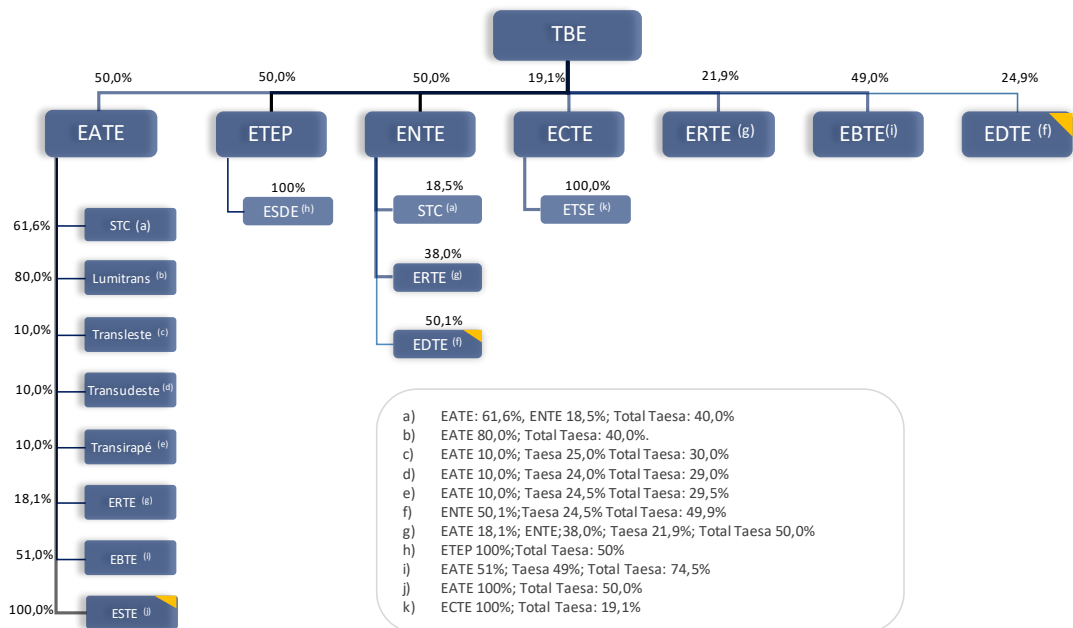 TBE
50,0%
50,0%
50,0%
19,1%
21,9%
49,0%
24,9%
EATE
ETEP
ENTE
ECTE
ERTE (g)
EBTE(i)
EDTE (f)
100%
ESDE (h)
18,5%
STC (a)
38,0%
ERTE (g)
50,1%
EDTE (f)
100,0%
ETSE (k)
61,6%
STC (a)
80,0%
Lumitrans (b)
10,0%
Transleste (c)
10,0%
Transudeste (d)
10,0%
Transirapé (e)
18,1%
ERTE (g)
51,0%
EBTE (i)
100,0%
ESTE (j)
a) EATE: 61,6%, ENTE 18,5%; Total Taesa: 40,0%
b) EATE 80,0%; Total Taesa: 40,0%.
c) EATE 10,0%; Taesa 25,0% Total Taesa: 30,0%
d) EATE 10,0%; Taesa 24,0% Total Taesa: 29,0%
e) EATE 10,0%; Taesa 24,5% Total Taesa: 29,5%
f) ENTE 50,1%;Taesa 24,5% Total Taesa: 49,9%
g) EATE 18,1%; ENTE;38,0%; Taesa 21,9%; Total Taesa 50,0%
h) ETEP 100%;Total Taesa: 50%
i) EATE 51%; Taesa 49%; Total Taesa: 74,5%
j) EATE 100%; Total Taesa: 50,0%
k) ECTE 100%; Total Taesa: 19,1%